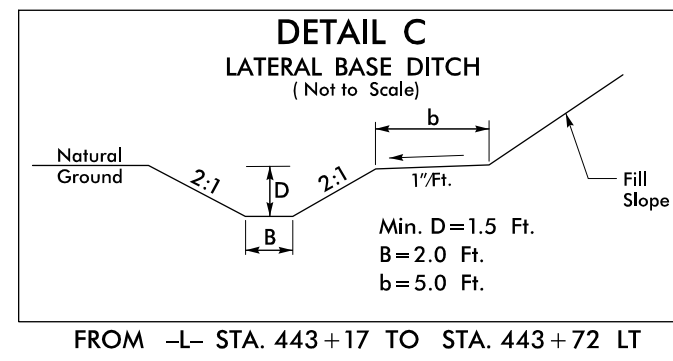 DETAIL C
LATERAL BASE DITCH
( Not to Scale)
b
Natural
Ground
2:1
D
2:1
1"/Ft.
Fill
Slope
B
Min. D=1.5 Ft.
B=2.0 Ft.
b=5.0 Ft.
FROM -L- STA. 443+17 TO STA. 443+72 LT